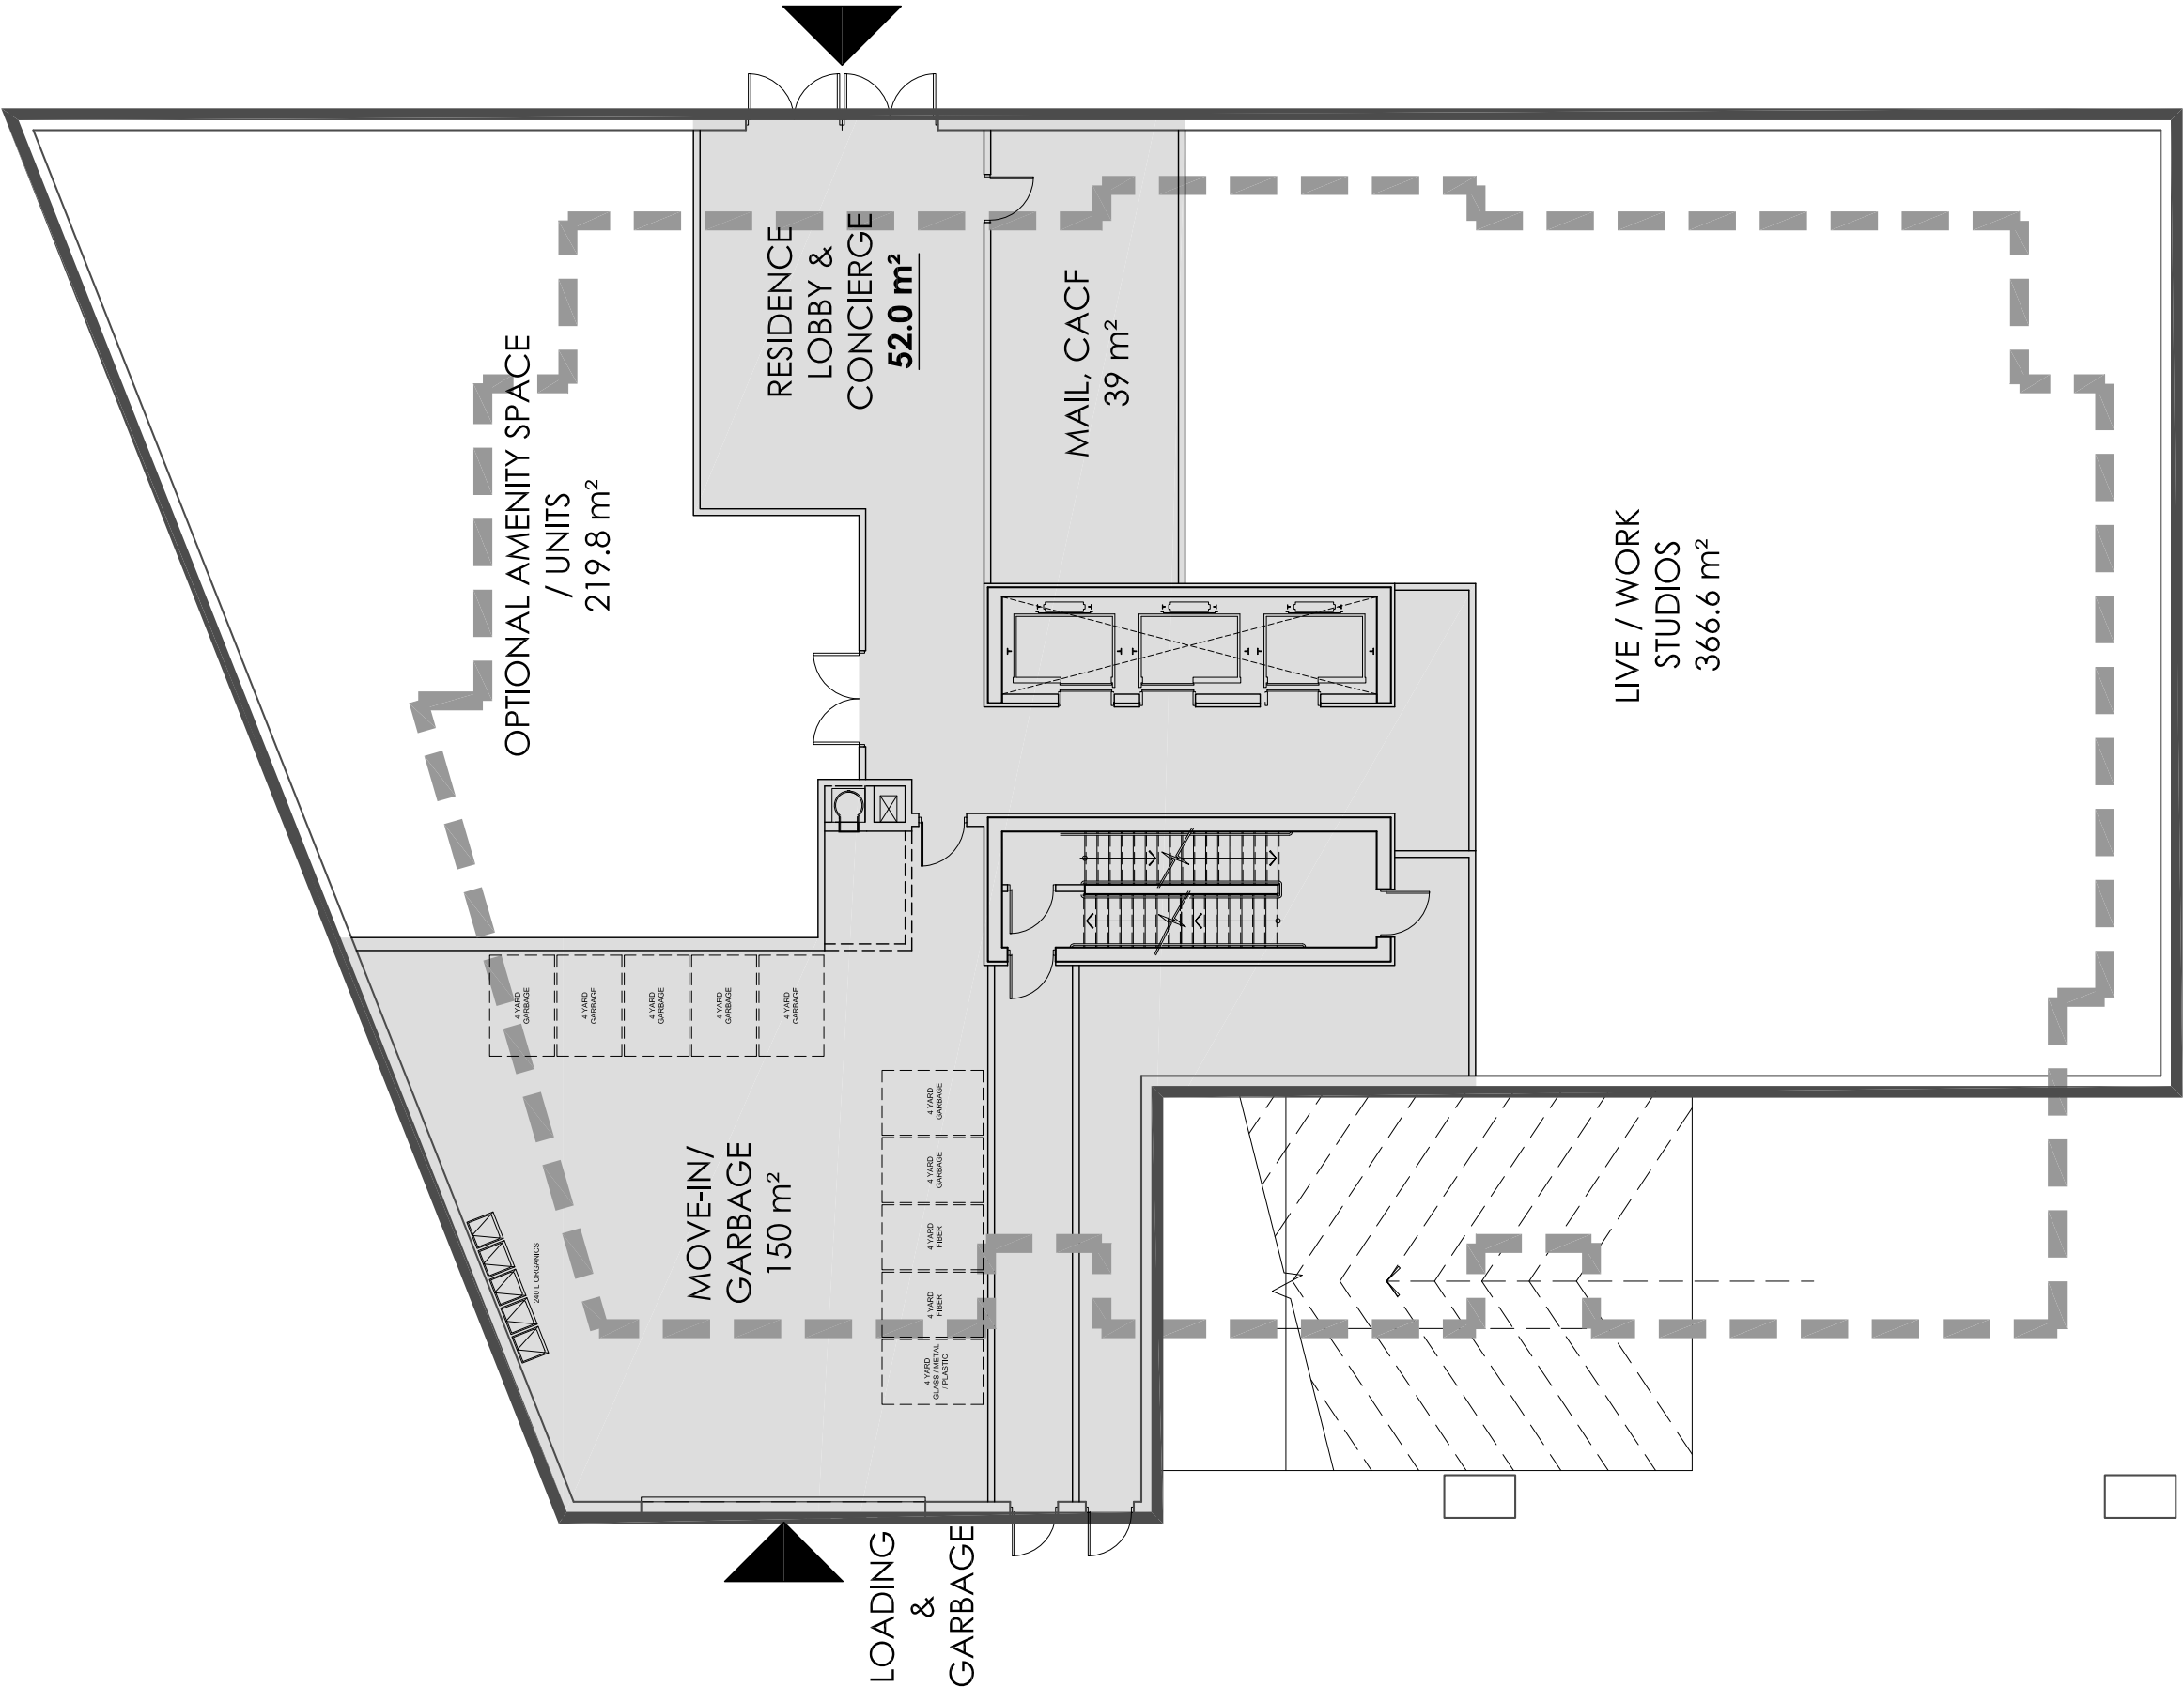 OPTIONAL AMENITY SPACE
/ UNITS
219.8 m²
RESIDENCE
LOBBY &
CONCIERGE
52.0 m²
MAIL, CACF
39 m²
LIVE / WORK
STUDIOS
366.6 m²
4 YARD
GARBAGE
4 YARD
GARBAGE
4 YARD
GARBAGE
4 YARD
GARBAGE
4 YARD
GARBAGE
4 YARD
GARBAGE
4 YARD
GARBAGE
4 YARD
FIBER
4 YARD
FIBER
4 YARD
GLASS / METAL
/ PLASTIC
240 L ORGANICS
MOVE-IN/
GARBAGE
150 m²
LOADING
&
GARBAGE